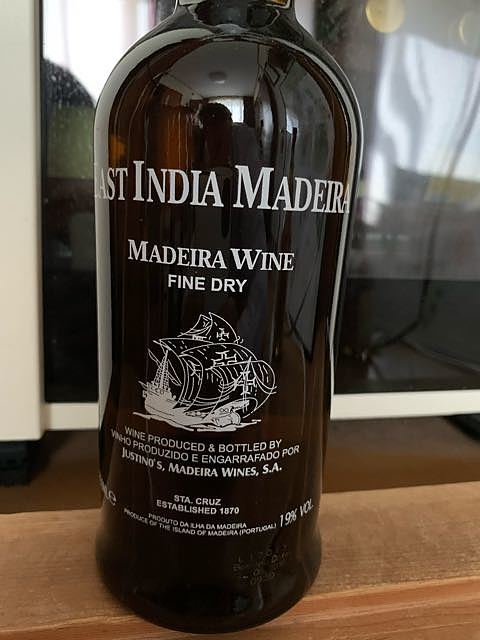 EAST INDIA MADEIRA
MADEIRA WINE
FINE DRY
WINE PRODUCED & BOTTLED BY
VINHO PRODUZIDO E ENGARRAFADO POR
JUSTINO'S, MADEIRA WINES, S.A.
STA. CRUZ
ESTABLISHED 1870
PRODUTO DA ILHA DA MADEIRA
PRODUCE OF THE ISLAND OF MADEIRA (PORTUGAL)
19% VOL.